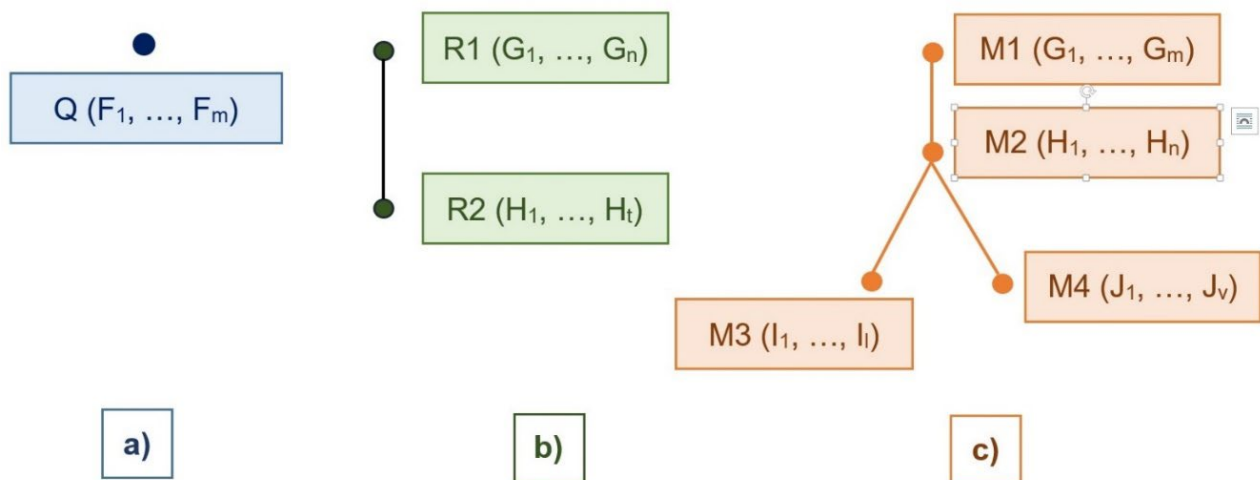 Q (F₁, …, Fₘ)
R1 (G₁, …, Gₙ)
R2 (H₁, …, Hₜ)
M1 (G₁, …, Gₘ)
M2 (H₁, …, Hₙ)
M3 (I₁, …, Iₗ)
M4 (J₁, …, Jᵥ)
a)
b)
c)